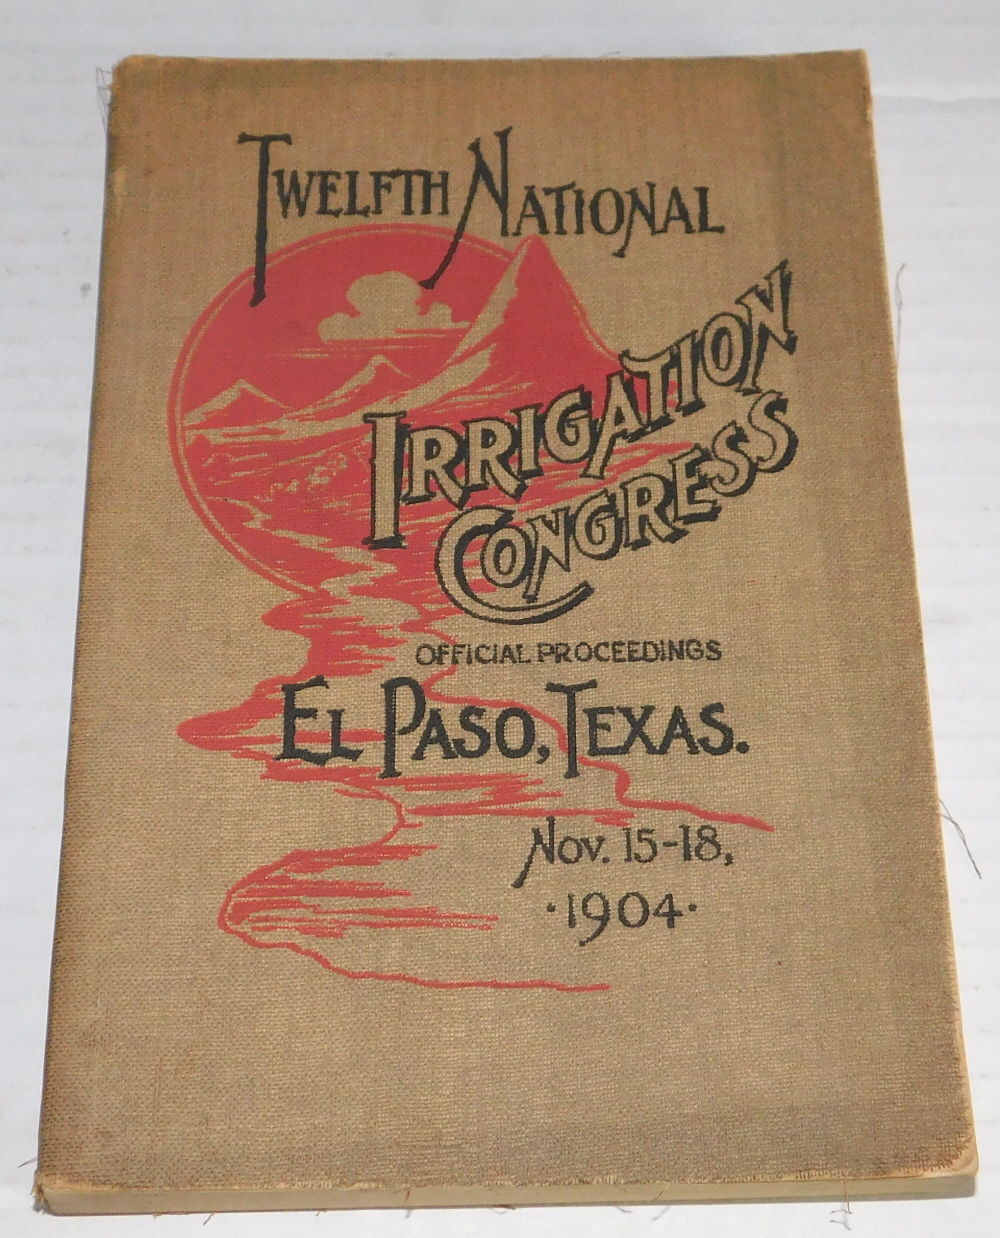 TWELFTH NATIONAL
IRRIGATION
CONGRESS
OFFICIAL PROCEEDINGS
EL PASO, TEXAS.
NOV. 15-18,
·1904·